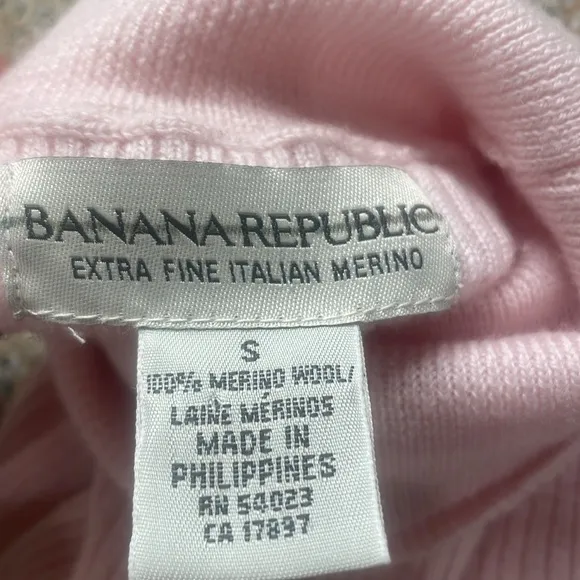 BANANA REPUBLIC
EXTRA FINE ITALIAN MERINO
S
100% MERINO WOOL/
LAINE MÉRINOS
MADE IN
PHILIPPINES
RN 54023
CA 17897